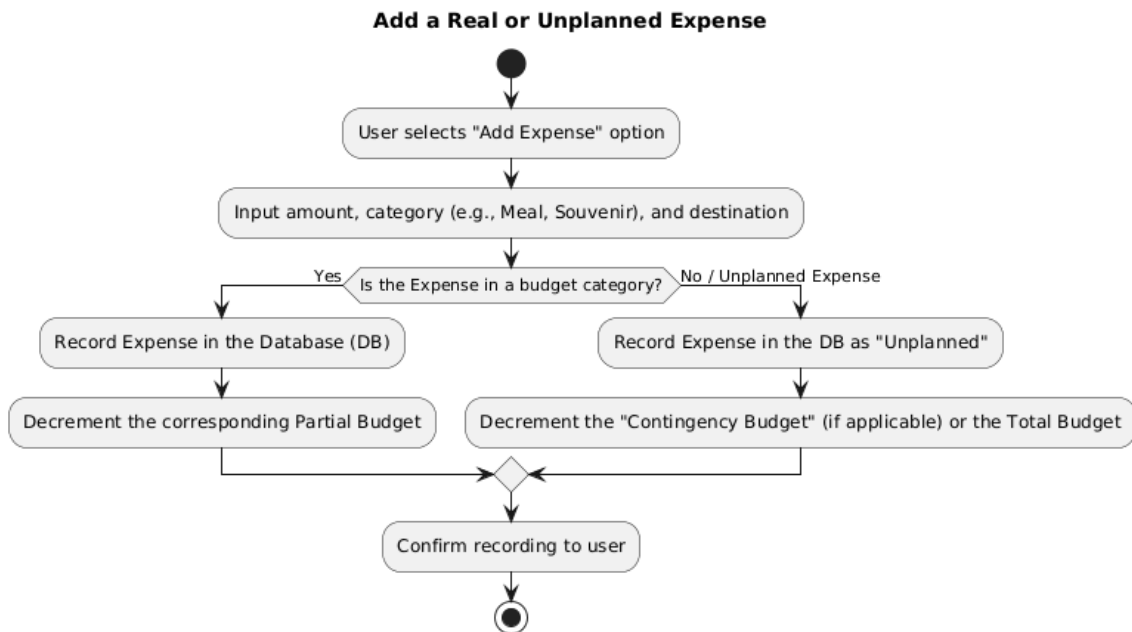 Add a Real or Unplanned Expense
User selects "Add Expense" option
Input amount, category (e.g., Meal, Souvenir), and destination
Yes
Is the Expense in a budget category?
No / Unplanned Expense
Record Expense in the Database (DB)
Record Expense in the DB as "Unplanned"
Decrement the corresponding Partial Budget
Decrement the "Contingency Budget" (if applicable) or the Total Budget
Confirm recording to user